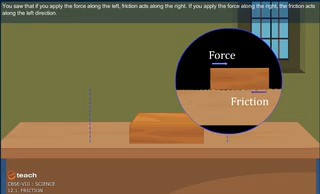 You saw that if you apply the force along the left, friction acts along the right. If you apply the force along the right, the friction acts
along the left direction.
Force
Friction
eteach
CBSE-VIII : SCIENCE
12.1. FRICTION